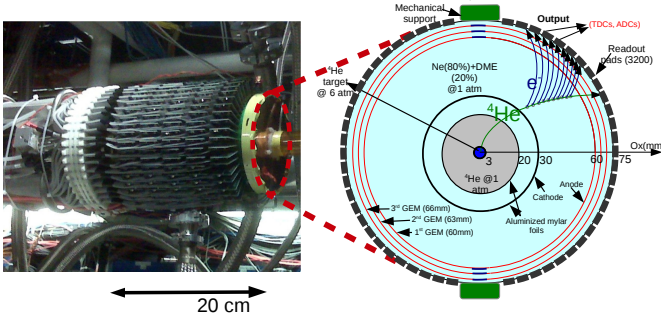 Mechanical
support
Output
(TDCs, ADCs)
Readout
pads (3200)
Ne(80%)+DME
(20%)
@1 atm
⁴He
target
@ 6 atm
e⁻
⁴He
Ox(mm
3
20
30
60
75
⁴He @1
atm
Anode
Cathode
Aluminized mylar
foils
3ʳᵈ GEM (66mm)
2ⁿᵈ GEM (63mm)
1ˢᵗ GEM (60mm)
20 cm